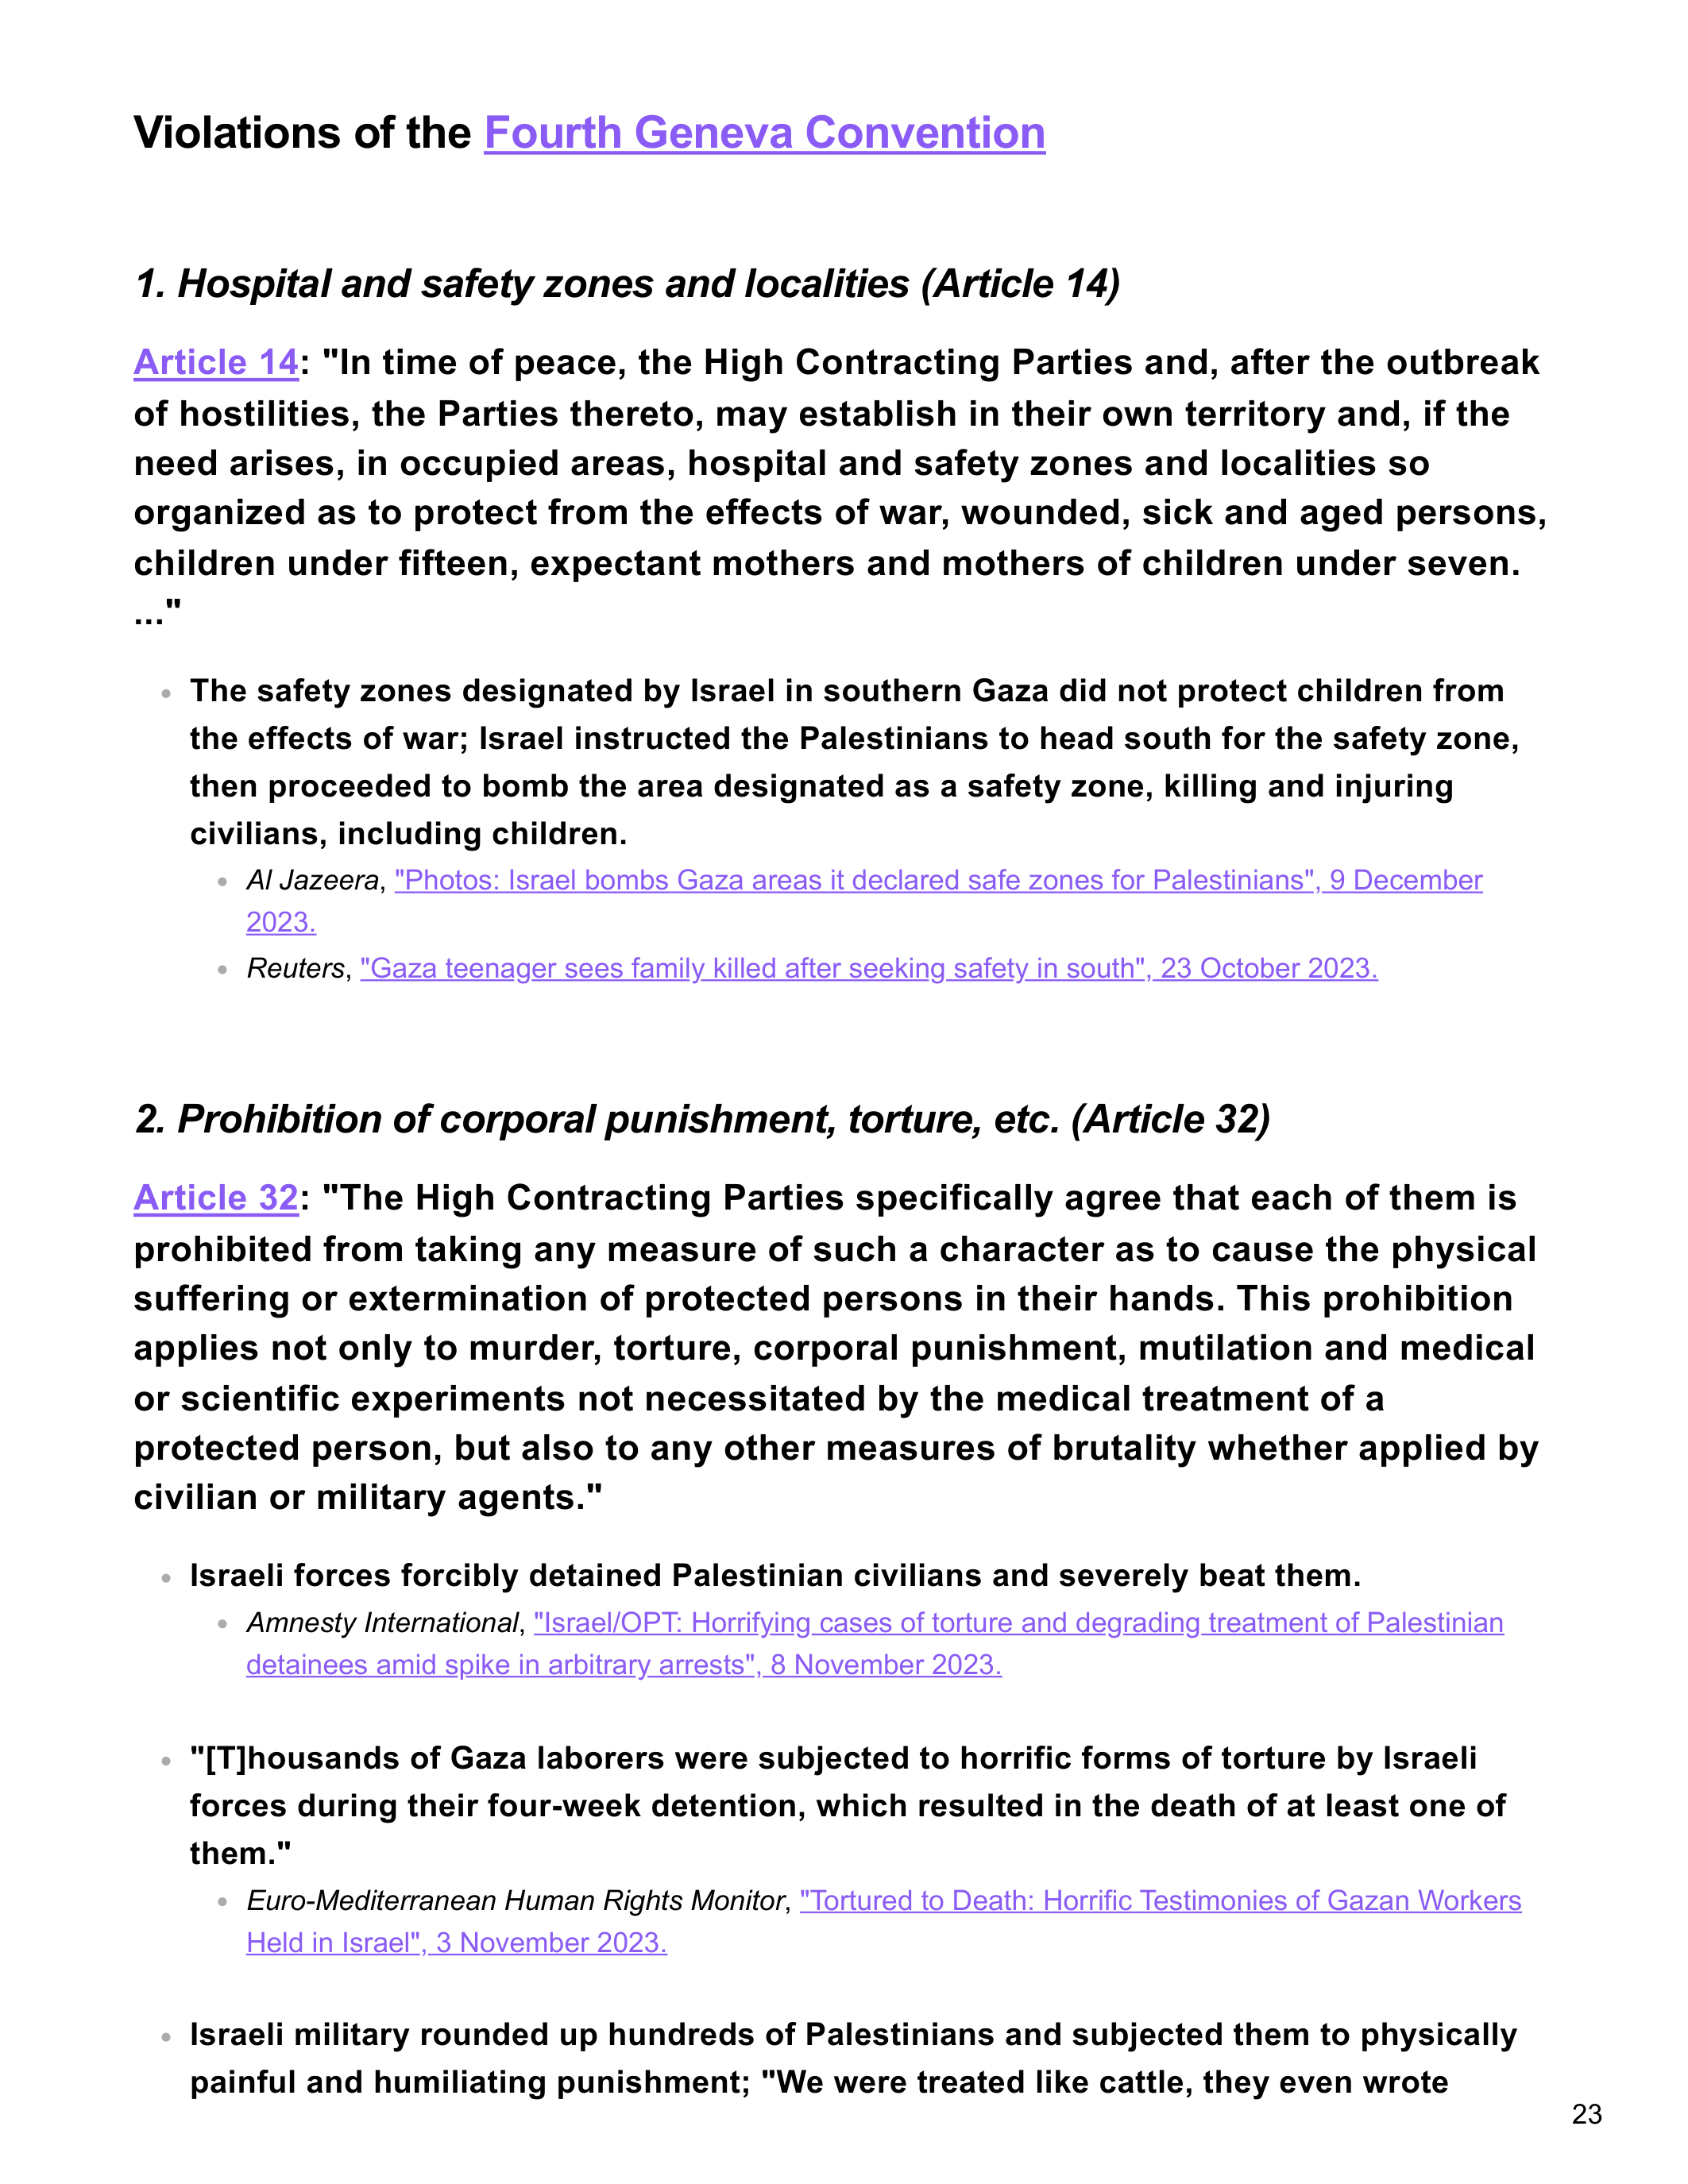 Violations of the Fourth Geneva Convention
1. Hospital and safety zones and localities (Article 14)
Article 14: "In time of peace, the High Contracting Parties and, after the outbreak
of hostilities, the Parties thereto, may establish in their own territory and, if the
need arises, in occupied areas, hospital and safety zones and localities so
organized as to protect from the effects of war, wounded, sick and aged persons,
children under fifteen, expectant mothers and mothers of children under seven.
..."
• The safety zones designated by Israel in southern Gaza did not protect children from
the effects of war; Israel instructed the Palestinians to head south for the safety zone,
then proceeded to bomb the area designated as a safety zone, killing and injuring
civilians, including children.
• Al Jazeera, "Photos: Israel bombs Gaza areas it declared safe zones for Palestinians", 9 December
2023.
• Reuters, "Gaza teenager sees family killed after seeking safety in south", 23 October 2023.
2. Prohibition of corporal punishment, torture, etc. (Article 32)
Article 32: "The High Contracting Parties specifically agree that each of them is
prohibited from taking any measure of such a character as to cause the physical
suffering or extermination of protected persons in their hands. This prohibition
applies not only to murder, torture, corporal punishment, mutilation and medical
or scientific experiments not necessitated by the medical treatment of a
protected person, but also to any other measures of brutality whether applied by
civilian or military agents."
• Israeli forces forcibly detained Palestinian civilians and severely beat them.
• Amnesty International, "Israel/OPT: Horrifying cases of torture and degrading treatment of Palestinian
detainees amid spike in arbitrary arrests", 8 November 2023.
• "[T]housands of Gaza laborers were subjected to horrific forms of torture by Israeli
forces during their four-week detention, which resulted in the death of at least one of
them."
• Euro-Mediterranean Human Rights Monitor, "Tortured to Death: Horrific Testimonies of Gazan Workers
Held in Israel", 3 November 2023.
• Israeli military rounded up hundreds of Palestinians and subjected them to physically
painful and humiliating punishment; "We were treated like cattle, they even wrote
23